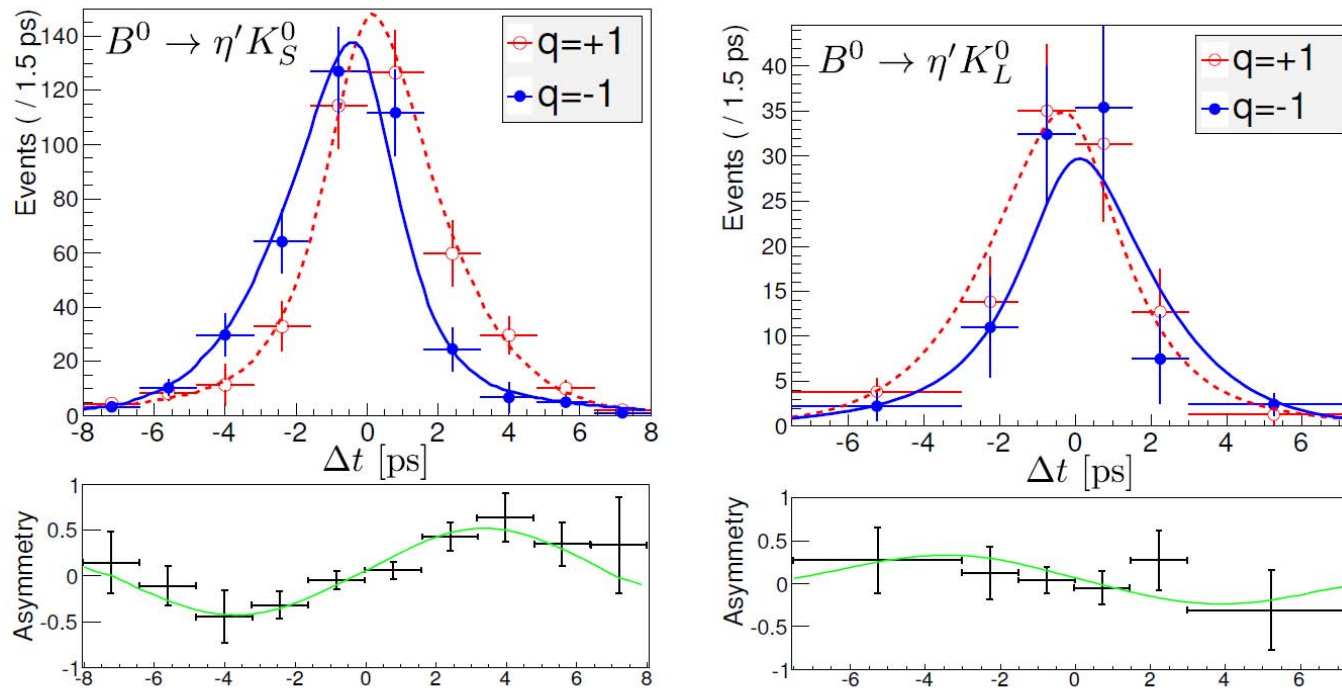 B⁰ → η′K⁰_S
q=+1
q=-1
Events ( / 1.5 ps)
140
120
100
80
60
40
20
0
-8 -6 -4 -2 0 2 4 6 8
Δt [ps]
Asymmetry
1
0.5
0
-0.5
-1
-8 -6 -4 -2 0 2 4 6 8
B⁰ → η′K⁰_L
q=+1
q=-1
Events ( / 1.5 ps)
40
35
30
25
20
15
10
5
0
-6 -4 -2 0 2 4 6
Δt [ps]
Asymmetry
1
0.5
0
-0.5
-1
-6 -4 -2 0 2 4 6